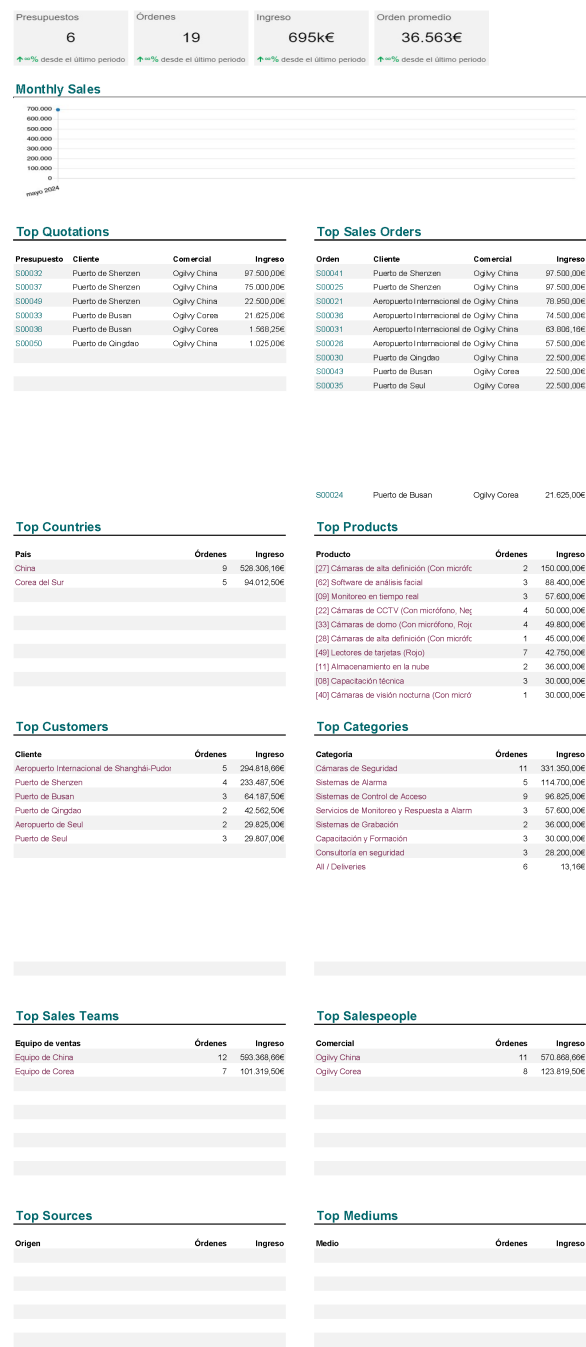 Presupuestos
6
↑∞% desde el último periodo
Órdenes
19
↑∞% desde el último periodo
Ingreso
695k€
↑∞% desde el último periodo
Orden promedio
36.563€
↑∞% desde el último periodo
Monthly Sales
700.000
600.000
500.000
400.000
300.000
200.000
100.000
0
mayo 2024
Top Quotations
Presupuesto Cliente Comercial Ingreso
S00032 Puerto de Shenzen Ogilvy China 97.500,00€
S00037 Puerto de Shenzen Ogilvy China 75.000,00€
S00049 Puerto de Shenzen Ogilvy China 22.500,00€
S00033 Puerto de Busan Ogilvy Corea 21.625,00€
S00038 Puerto de Busan Ogilvy Corea 1.568,25€
S00050 Puerto de Qingdao Ogilvy China 1.025,00€
Top Sales Orders
Orden Cliente Comercial Ingreso
S00041 Puerto de Shenzen Ogilvy China 97.500,00€
S00025 Puerto de Shenzen Ogilvy China 97.500,00€
S00021 Aeropuerto Internacional de Ogilvy China 78.950,00€
S00036 Aeropuerto Internacional de Ogilvy China 74.500,00€
S00031 Aeropuerto Internacional de Ogilvy China 63.806,16€
S00026 Aeropuerto Internacional de Ogilvy China 57.500,00€
S00030 Puerto de Qingdao Ogilvy China 22.500,00€
S00043 Puerto de Busan Ogilvy Corea 22.500,00€
S00035 Puerto de Seul Ogilvy Corea 22.500,00€
S00024 Puerto de Busan Ogilvy Corea 21.625,00€
Top Countries
País Órdenes Ingreso
China 9 528.306,16€
Corea del Sur 5 94.012,50€
Top Products
Producto Órdenes Ingreso
[27] Cámaras de alta definición (Con micrófc 2 150.000,00€
[62] Software de análisis facial 3 88.400,00€
[09] Monitoreo en tiempo real 3 57.600,00€
[22] Cámaras de CCTV (Con micrófono, Neg 4 50.000,00€
[33] Cámaras de domo (Con micrófono, Rojo 4 49.800,00€
[28] Cámaras de alta definición (Con micrófc 1 45.000,00€
[49] Lectores de tarjetas (Rojo) 7 42.750,00€
[11] Almacenamiento en la nube 2 36.000,00€
[08] Capacitación técnica 3 30.000,00€
[40] Cámaras de visión nocturna (Con micró 1 30.000,00€
Top Customers
Cliente Órdenes Ingreso
Aeropuerto Internacional de Shanghái-Pudor 5 294.818,66€
Puerto de Shenzen 4 233.487,50€
Puerto de Busan 3 64.187,50€
Puerto de Qingdao 2 42.562,50€
Aeropuerto de Seul 2 29.825,00€
Puerto de Seul 3 29.807,00€
Top Categories
Categoría Órdenes Ingreso
Cámaras de Seguridad 11 331.350,00€
Sistemas de Alarma 5 114.700,00€
Sistemas de Control de Acceso 9 96.825,00€
Servicios de Monitoreo y Respuesta a Alarm 3 57.600,00€
Sistemas de Grabación 2 36.000,00€
Capacitación y Formación 3 30.000,00€
Consultoría en seguridad 3 28.200,00€
All / Deliveries 6 13,16€
Top Sales Teams
Equipo de ventas Órdenes Ingreso
Equipo de China 12 593.368,66€
Equipo de Corea 7 101.319,50€
Top Salespeople
Comercial Órdenes Ingreso
Ogilvy China 11 570.868,66€
Ogilvy Corea 8 123.819,50€
Top Sources
Origen Órdenes Ingreso
Top Mediums
Medio Órdenes Ingreso